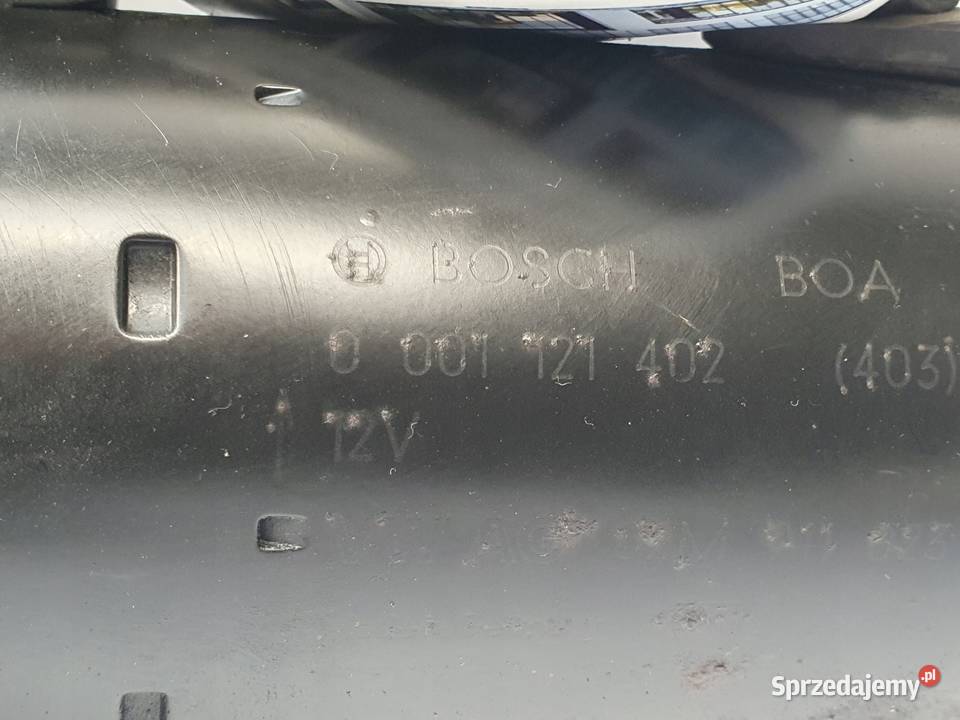 BOSCH BOA
0 001 121 402 (403)
12V
Sprzedajemy.pl